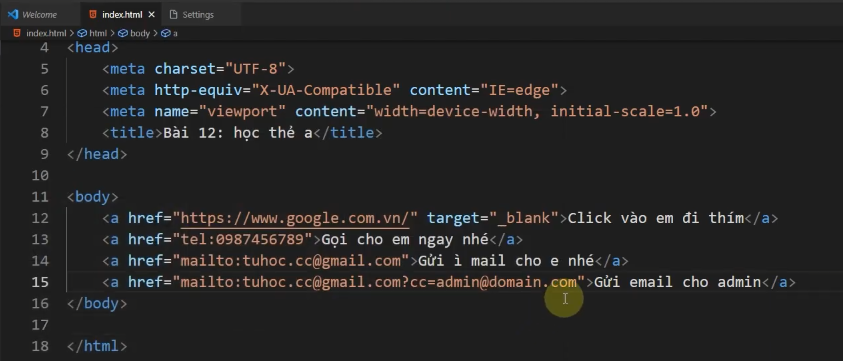 Welcome index.html Settings
index.html > html > body > a
4 <head>
5 <meta charset="UTF-8">
6 <meta http-equiv="X-UA-Compatible" content="IE=edge">
7 <meta name="viewport" content="width=device-width, initial-scale=1.0">
8 <title>Bài 12: học thẻ a</title>
9 </head>
10
11 <body>
12 <a href="https://www.google.com.vn/" target="_blank">Click vào em đi thím</a>
13 <a href="tel:0987456789">Gọi cho em ngay nhé</a>
14 <a href="mailto:tuhoc.cc@gmail.com">Gửi ì mail cho e nhé</a>
15 <a href="mailto:tuhoc.cc@gmail.com?cc=admin@domain.com">Gửi email cho admin</a>
16 </body>
17
18 </html>